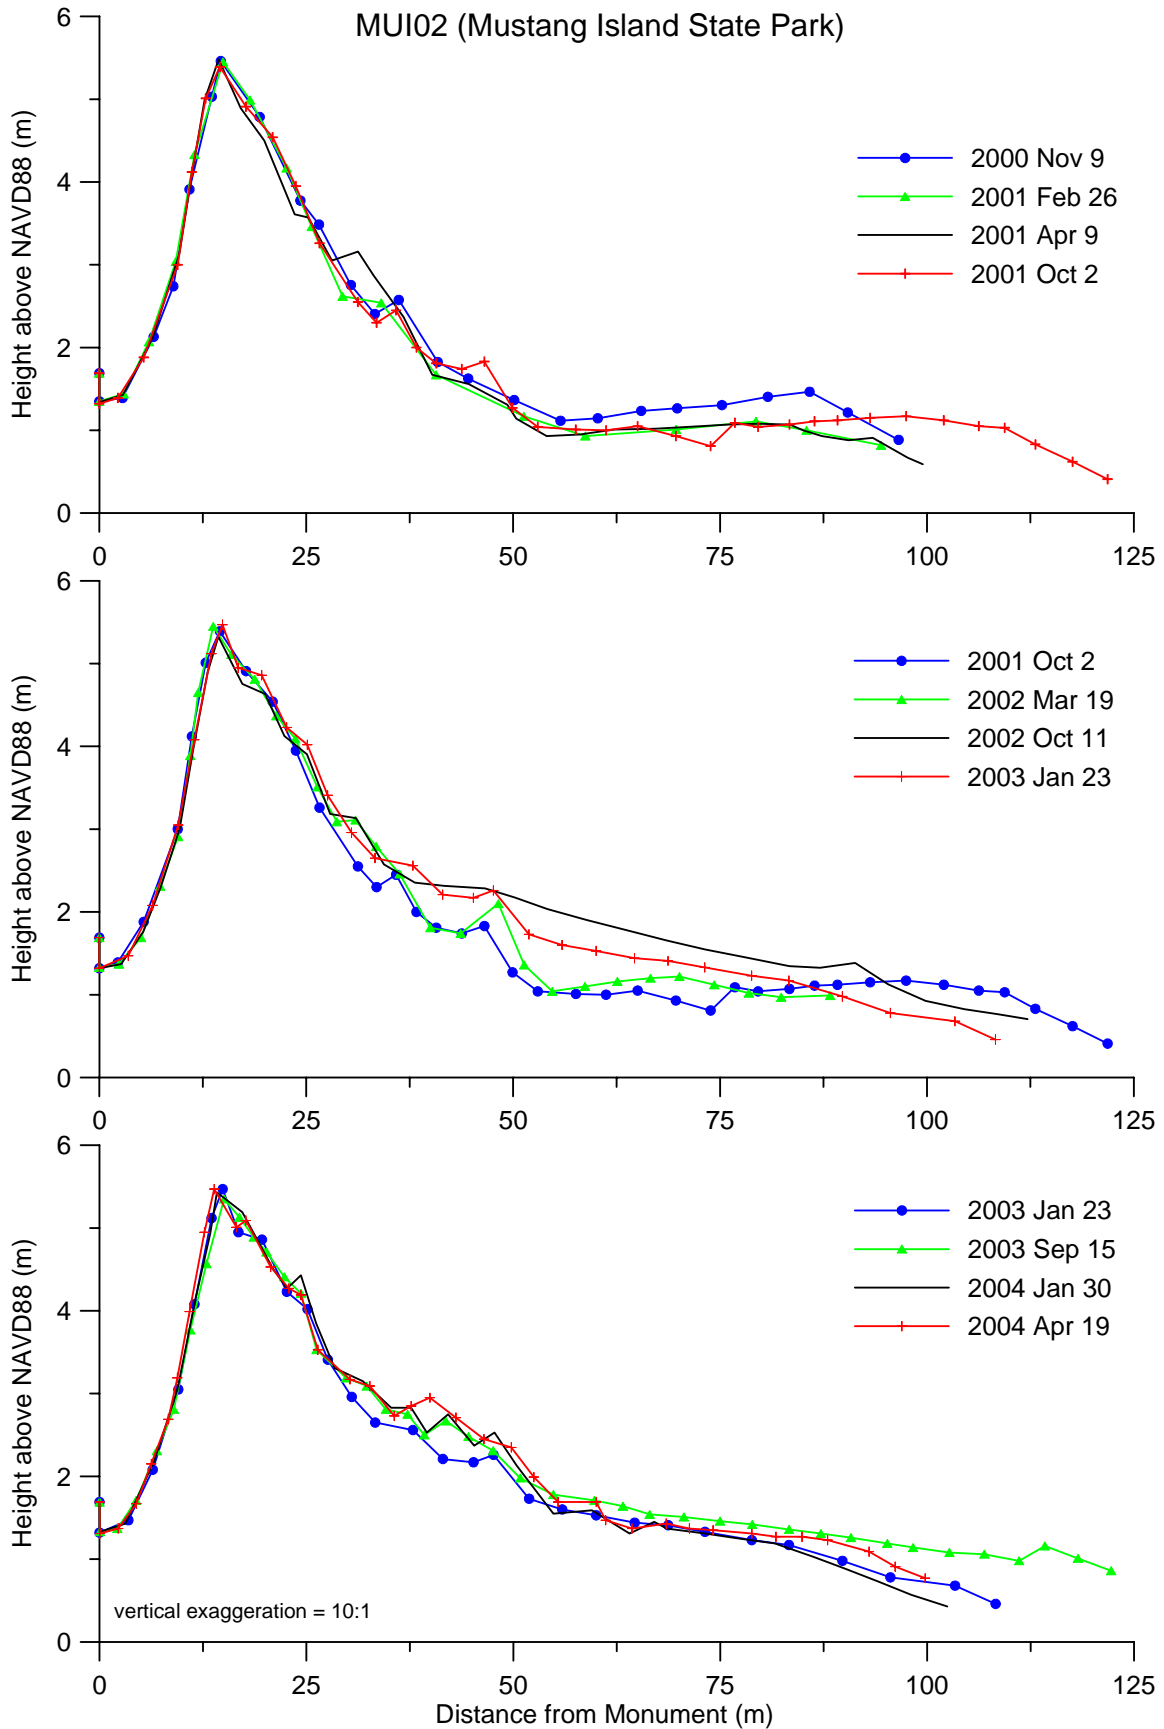 MUI02 (Mustang Island State Park)
6
4
2
0
Height above NAVD88 (m)
2000 Nov 9
2001 Feb 26
2001 Apr 9
2001 Oct 2
0 25 50 75 100 125
6
4
2
0
Height above NAVD88 (m)
2001 Oct 2
2002 Mar 19
2002 Oct 11
2003 Jan 23
0 25 50 75 100 125
6
4
2
0
Height above NAVD88 (m)
2003 Jan 23
2003 Sep 15
2004 Jan 30
2004 Apr 19
vertical exaggeration = 10:1
0 25 50 75 100 125
Distance from Monument (m)